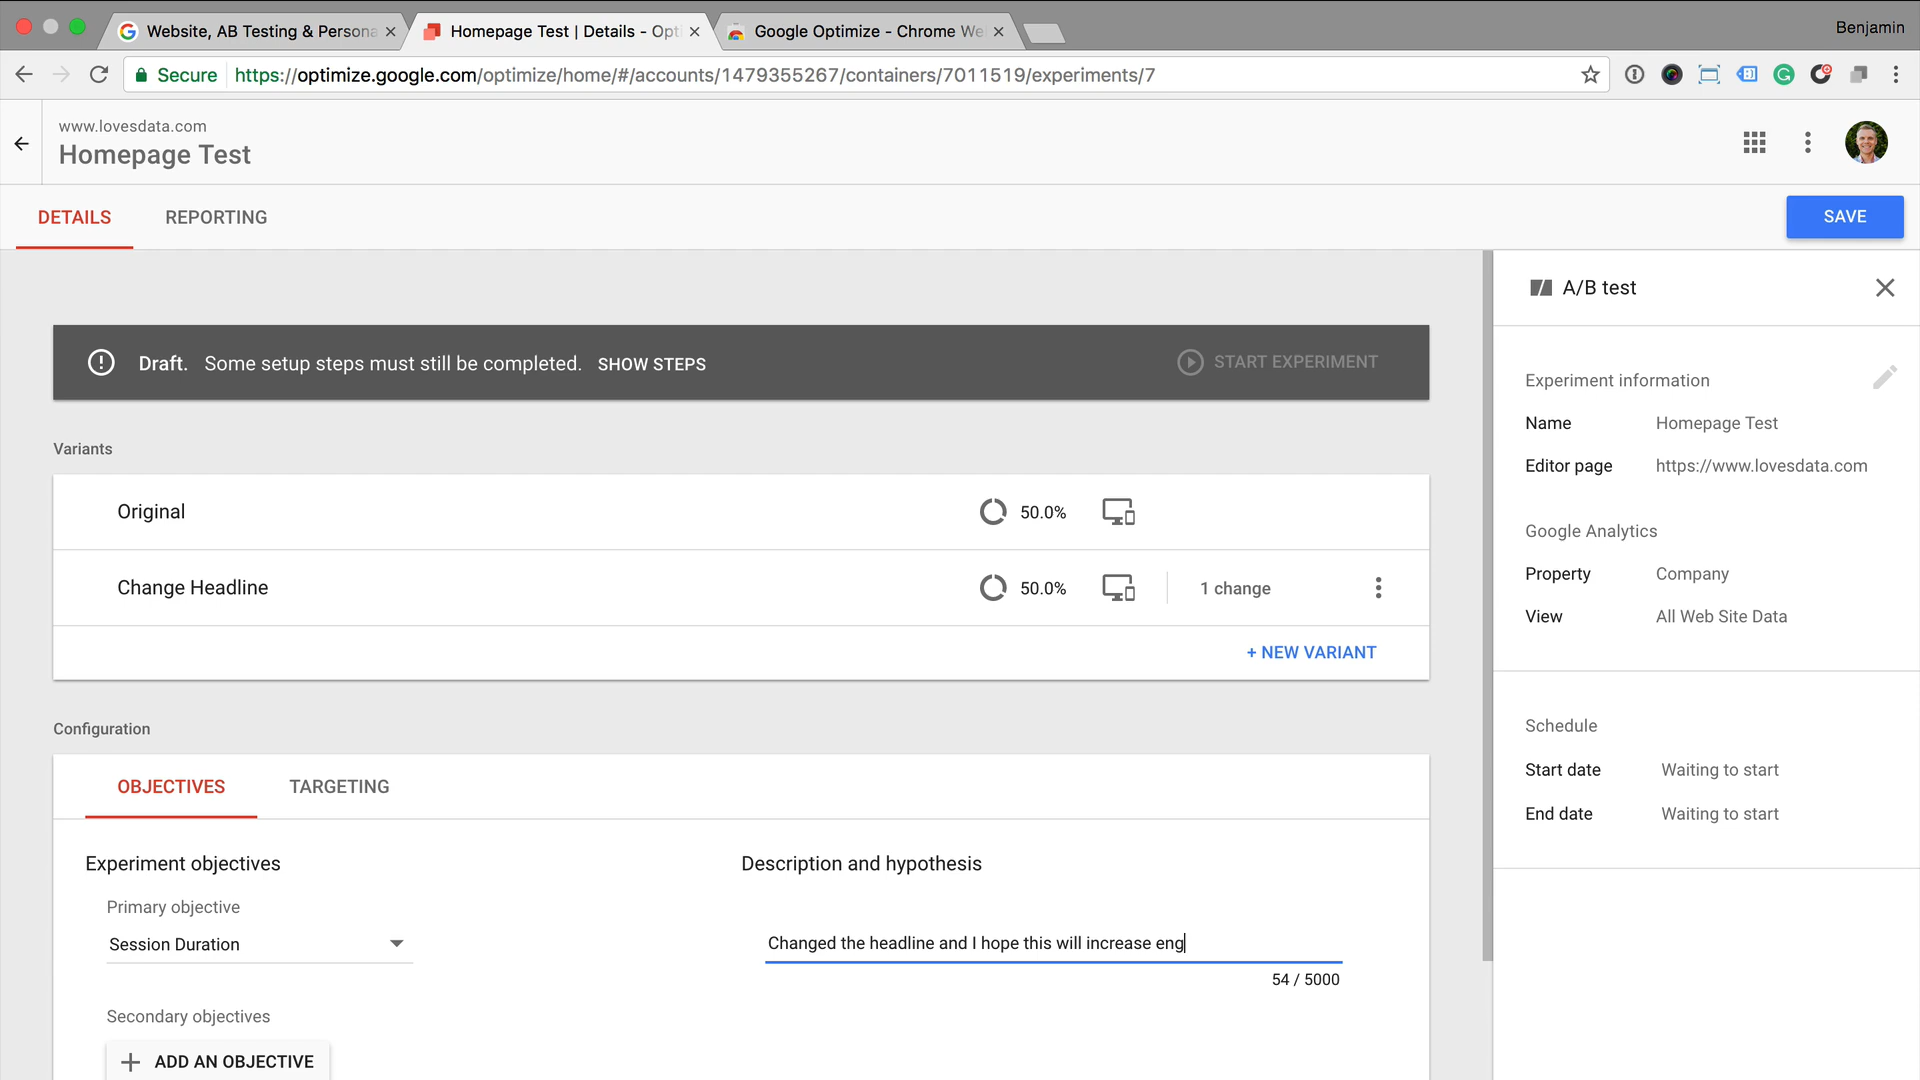 Website, AB Testing & Persona
Homepage Test | Details - Opti
Google Optimize - Chrome We
Benjamin
Secure https://optimize.google.com/optimize/home/#/accounts/1479355267/containers/7011519/experiments/7
www.lovesdata.com
Homepage Test
DETAILS REPORTING
SAVE
A/B test
Draft. Some setup steps must still be completed. SHOW STEPS
START EXPERIMENT
Experiment information
Name Homepage Test
Editor page https://www.lovesdata.com
Google Analytics
Property Company
View All Web Site Data
Schedule
Start date Waiting to start
End date Waiting to start
Variants
Original 50.0%
Change Headline 50.0% 1 change
+ NEW VARIANT
Configuration
OBJECTIVES TARGETING
Experiment objectives
Primary objective
Session Duration
Secondary objectives
+ ADD AN OBJECTIVE
Description and hypothesis
Changed the headline and I hope this will increase eng
54 / 5000